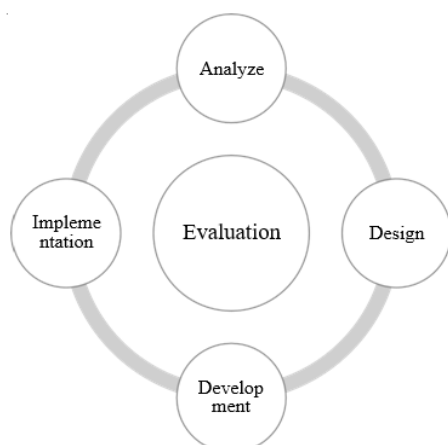 Analyze
Impleme
ntation
Evaluation
Design
Develop
ment